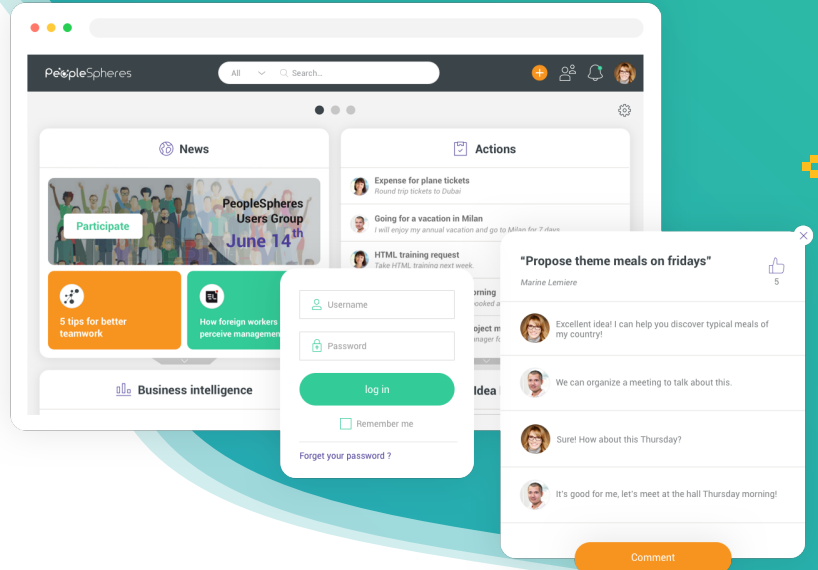 PeopleSpheres
All
Search...
News
PeopleSpheres
Users Group
June 14th
Participate
5 tips for better
teamwork
How foreign workers
perceive
Actions
Expense for plane tickets
Round trip tickets to Dubai
Going for a vacation in Milan
I will enjoy my annual vacation and go to Milan for 7 days
HTML training request
Take HTML training next week.
Business intelligence
Idea
Username
Password
log in
Remember me
Forget your password ?
"Propose theme meals on fridays"
Marine Lemiere
5
Excellent idea! I can help you discover typical meals of
my country!
We can organize a meeting to talk about this.
Sure! How about this Thursday?
It's good for me, let's meet at the hall Thursday morning!
Comment